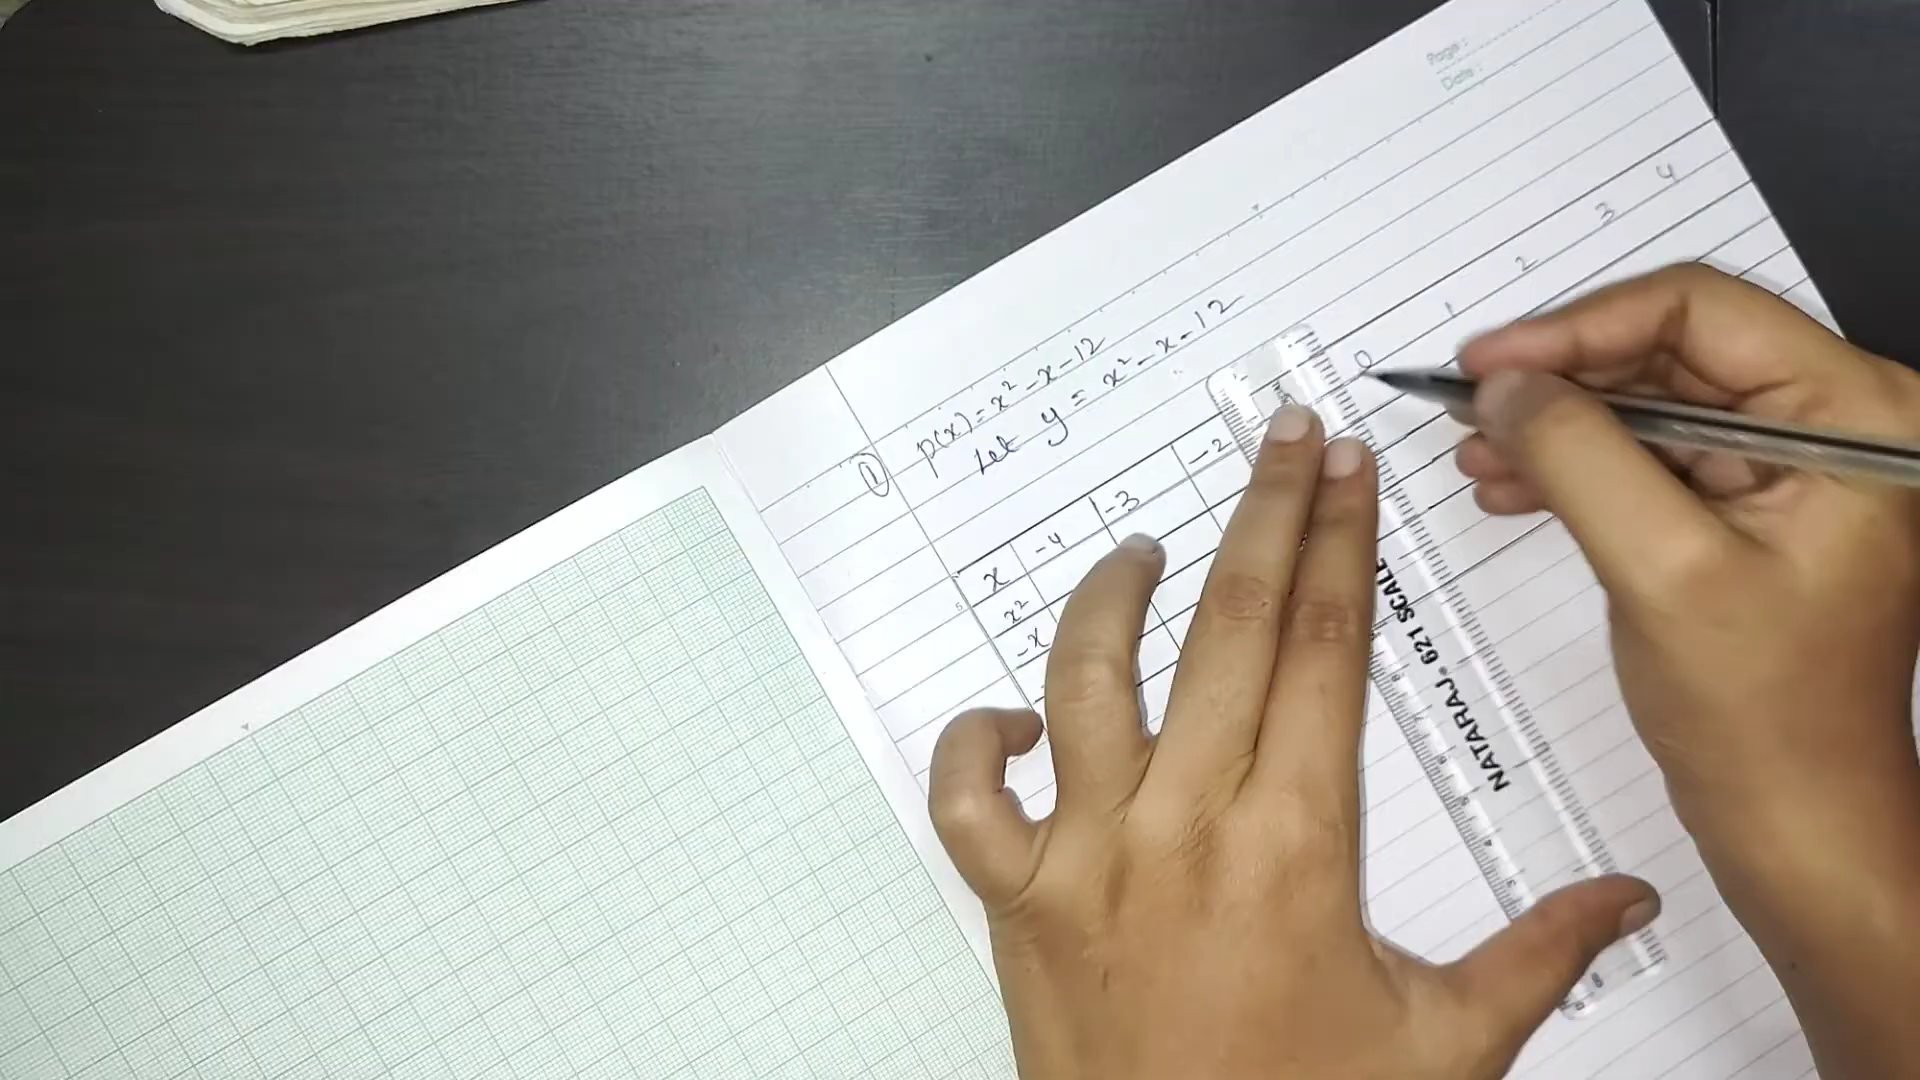 Page :
Date :
① p(x) = x² - x - 12
Let y = x² - x - 12
x -4 -3 -2 0 1 2 3 4
x²
-x
NATARAJ 621 SCALE